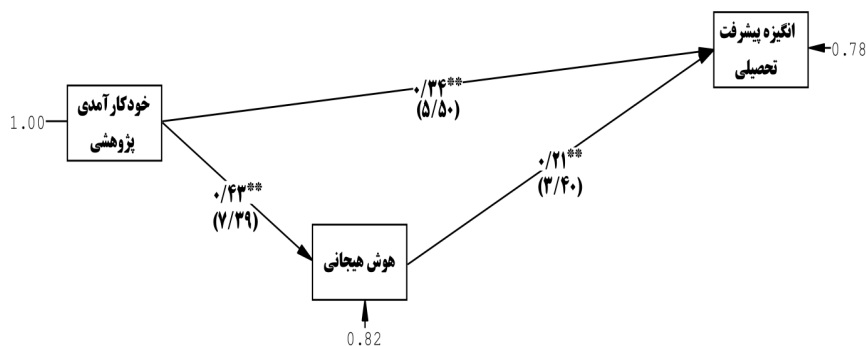 انگیزه پیشرفت
تحصیلی
0.78
۰/۳۴**
(۵/۵۰)
خودکارآمدی
پژوهشی
1.00
۰/۲۱**
(۳/۴۰)
۰/۴۳**
(۷/۳۹)
هوش هیجانی
0.82